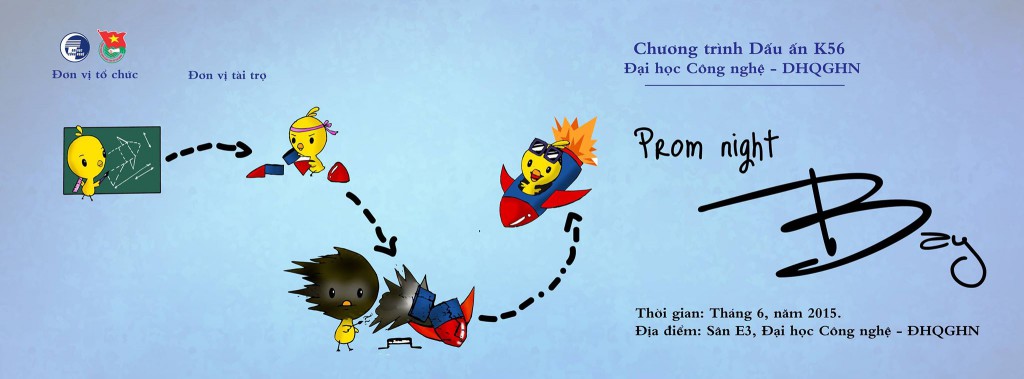 Đơn vị tổ chức
Đơn vị tài trợ
Chương trình Dấu ấn K56
Đại học Công nghệ - DHQGHN
Prom night
Bay
Thời gian: Tháng 6, năm 2015.
Địa điểm: Sân E3, Đại học Công nghệ - ĐHQGHN